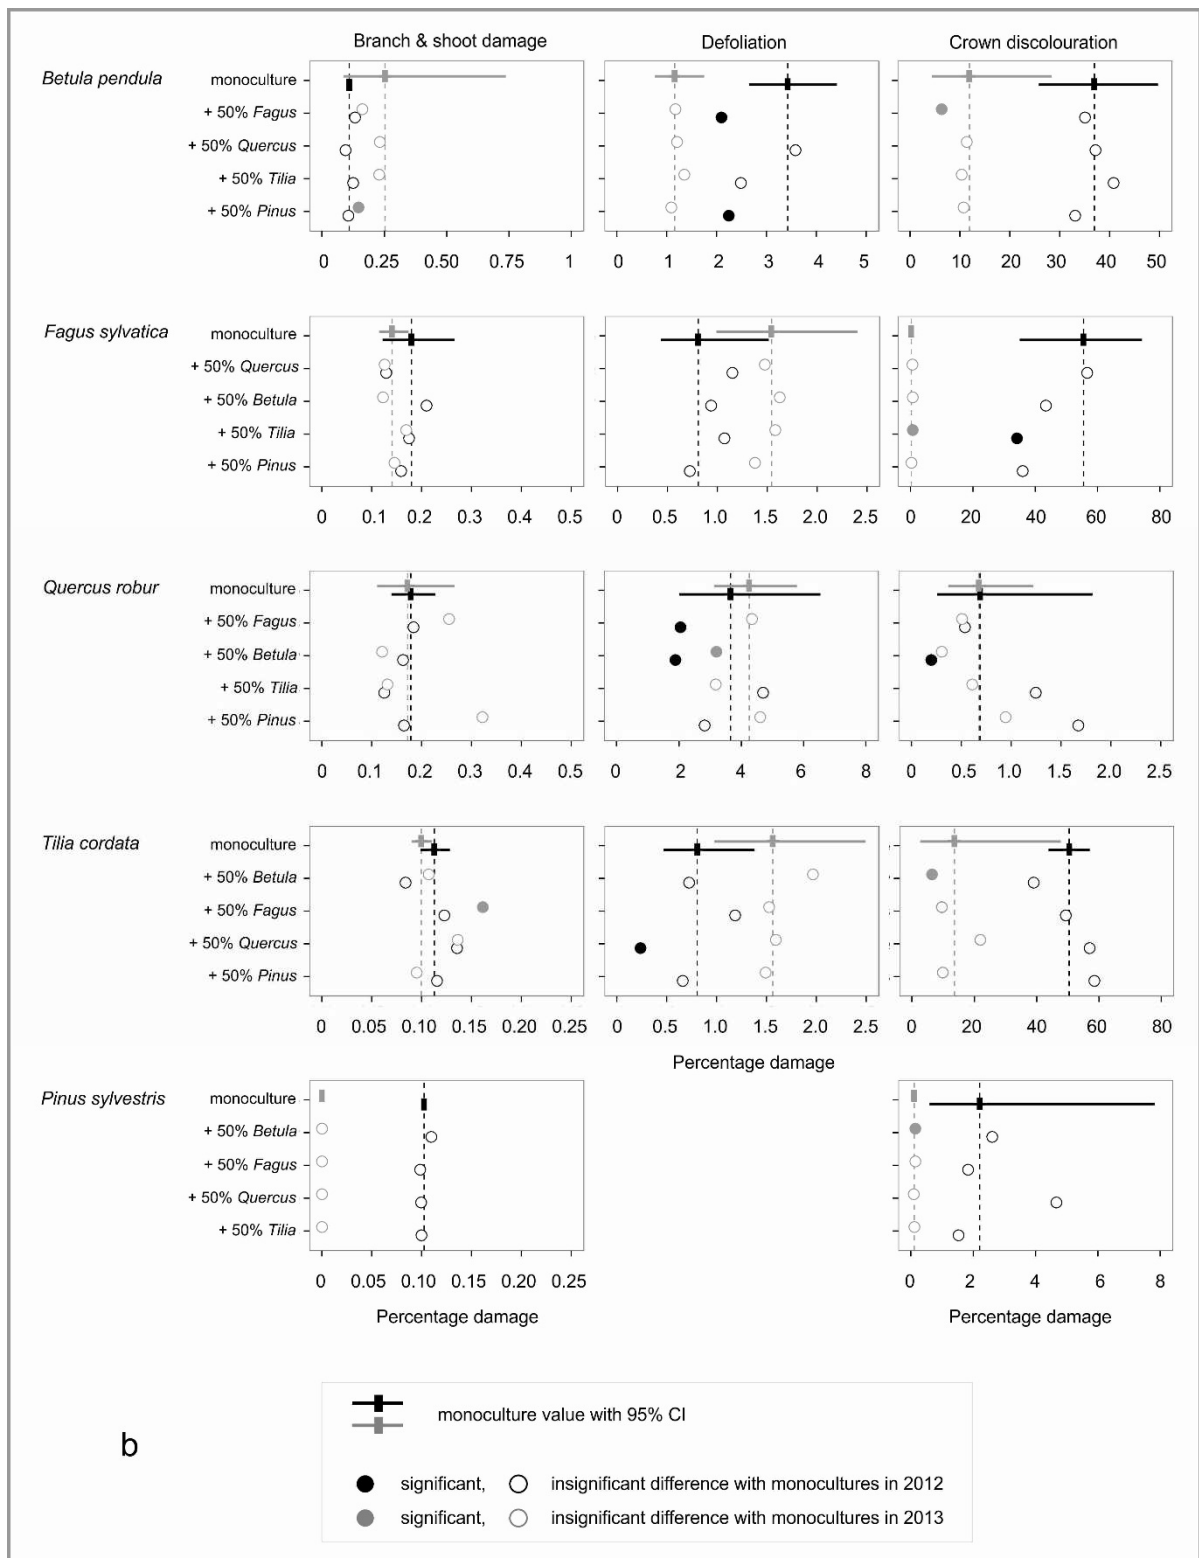 Branch & shoot damage Defoliation Crown discolouration
Betula pendula monoculture
+ 50% Fagus
+ 50% Quercus
+ 50% Tilia
+ 50% Pinus
0 0.25 0.50 0.75 1 0 1 2 3 4 5 0 10 20 30 40 50
Fagus sylvatica monoculture
+ 50% Quercus
+ 50% Betula
+ 50% Tilia
+ 50% Pinus
0 0.1 0.2 0.3 0.4 0.5 0 0.5 1.0 1.5 2.0 2.5 0 20 40 60 80
Quercus robur monoculture
+ 50% Fagus
+ 50% Betula
+ 50% Tilia
+ 50% Pinus
0 0.1 0.2 0.3 0.4 0.5 0 2 4 6 8 0 0.5 1.0 1.5 2.0 2.5
Tilia cordata monoculture
+ 50% Betula
+ 50% Fagus
+ 50% Quercus
+ 50% Pinus
0 0.05 0.10 0.15 0.20 0.25 0 1.0 1.5 2.0 2.5 0 20 40 60 80
Percentage damage
Pinus sylvestris monoculture
+ 50% Betula
+ 50% Fagus
+ 50% Quercus
+ 50% Tilia
0 0.05 0.10 0.15 0.20 0.25 0 2 4 6 8
Percentage damage Percentage damage
monoculture value with 95% CI
b
significant, insignificant difference with monocultures in 2012
significant, insignificant difference with monocultures in 2013